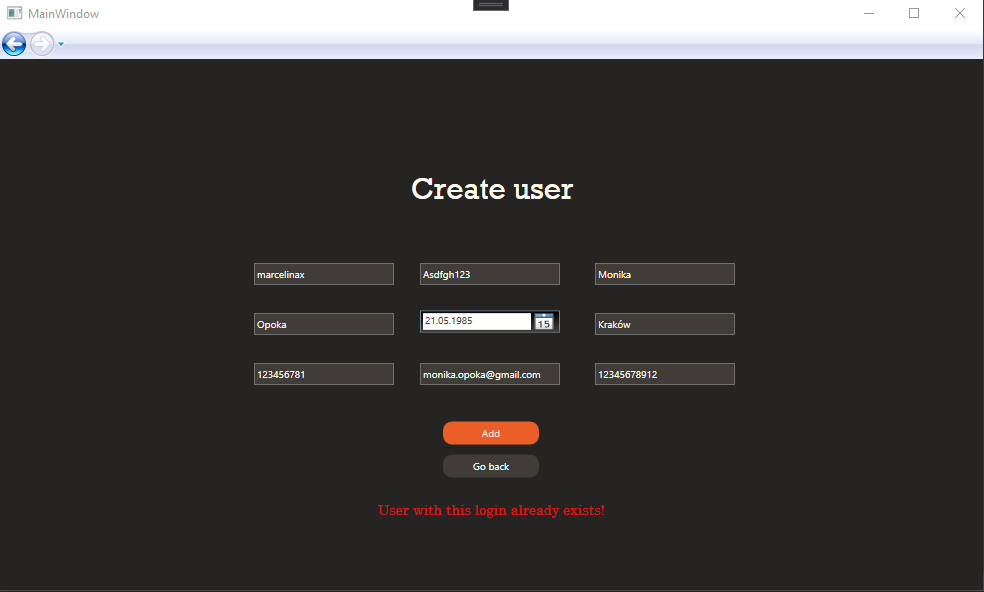 MainWindow
Create user
marcelinax Asdfgh123 Monika
Opoka 21.05.1985 15 Kraków
123456781 monika.opoka@gmail.com 12345678912
Add
Go back
User with this login already exists!